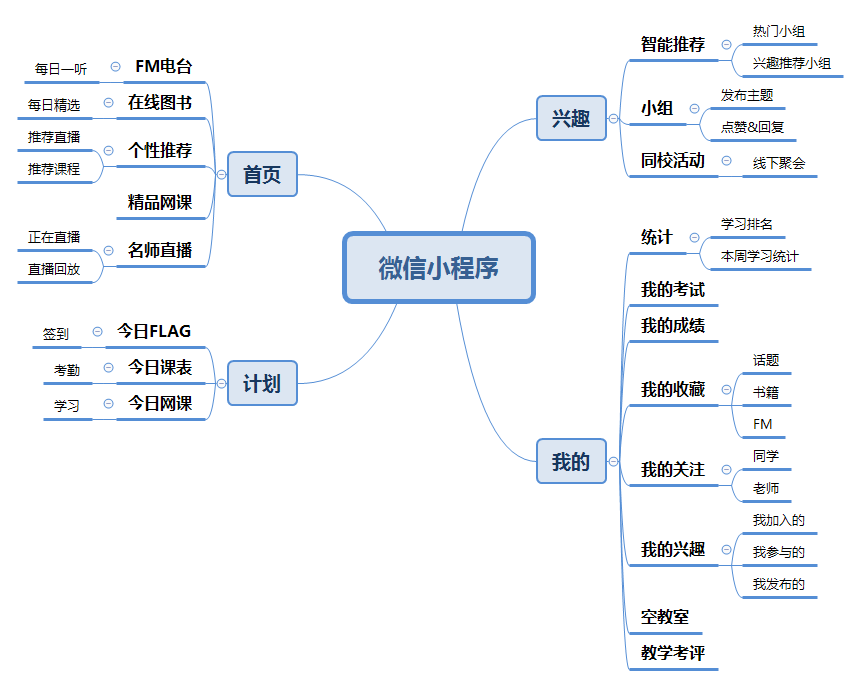 微信小程序
首页
FM电台
每日一听
在线图书
每日精选
个性推荐
推荐直播
推荐课程
精品网课
名师直播
正在直播
直播回放
计划
今日FLAG
签到
今日课表
考勤
今日网课
学习
兴趣
智能推荐
热门小组
兴趣推荐小组
小组
发布主题
点赞&回复
同校活动
线下聚会
我的
统计
学习排名
本周学习统计
我的考试
我的成绩
我的收藏
话题
书籍
FM
我的关注
同学
老师
我的兴趣
我加入的
我参与的
我发布的
空教室
教学考评